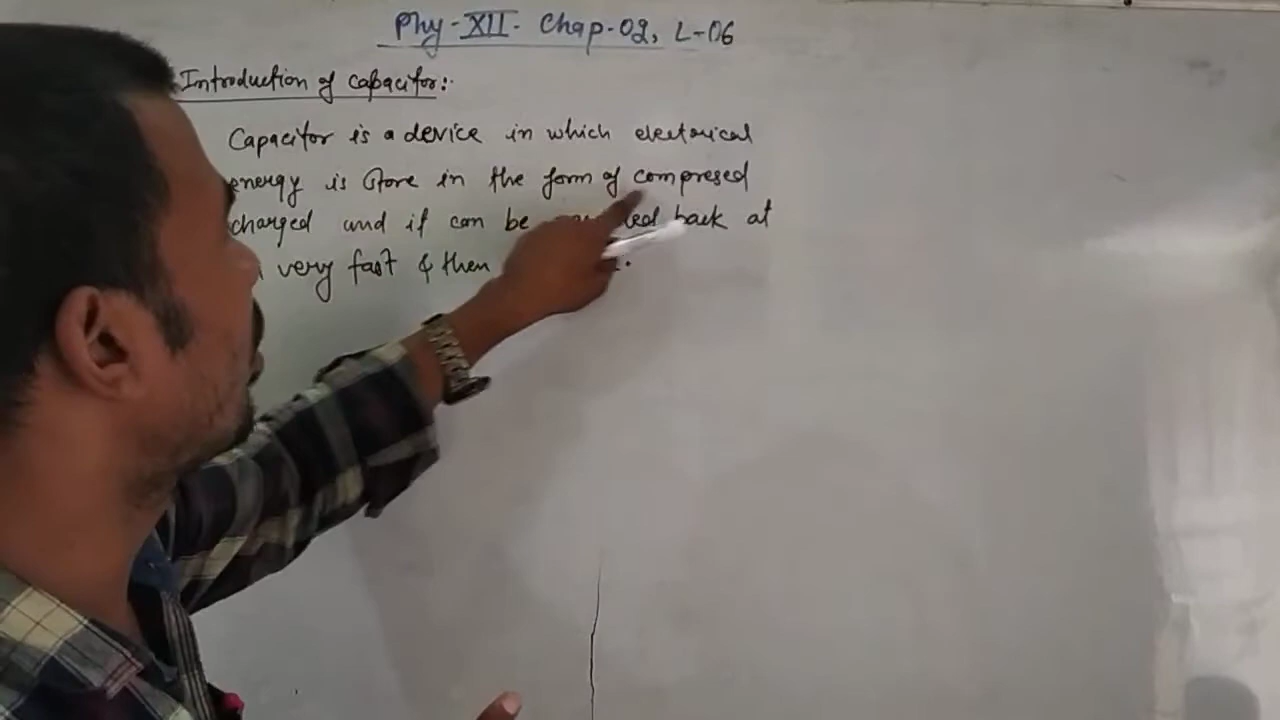 Phy-XII- Chap-02, L-06
Introduction of capacitor:-
Capacitor is a device in which electrical
energy is store in the form of compresed
charged and it can be back at
very fast & then